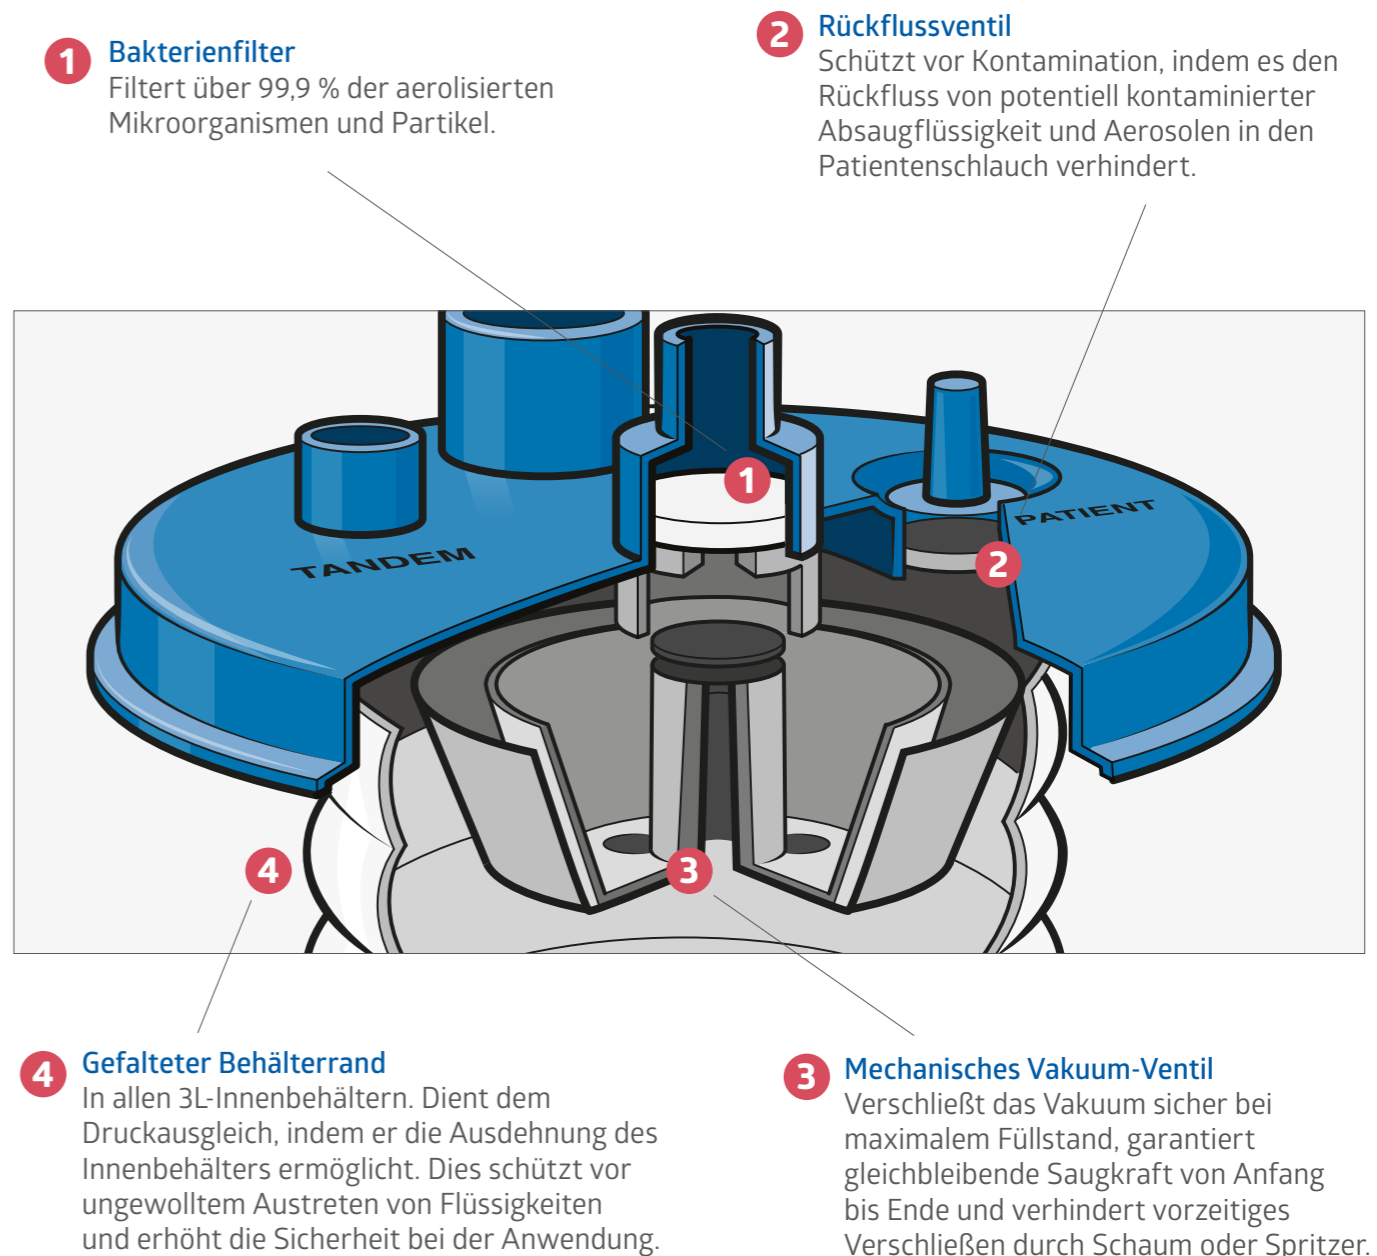 1 Bakterienfilter
Filtert über 99,9 % der aerolisierten
Mikroorganismen und Partikel.
2 Rückflussventil
Schützt vor Kontamination, indem es den
Rückfluss von potentiell kontaminierter
Absaugflüssigkeit und Aerosolen in den
Patientenschlauch verhindert.
1
TANDEM
PATIENT
2
3
4
4 Gefalteter Behälterrand
In allen 3L-Innenbehältern. Dient dem
Druckausgleich, indem er die Ausdehnung des
Innenbehälters ermöglicht. Dies schützt vor
ungewolltem Austreten von Flüssigkeiten
und erhöht die Sicherheit bei der Anwendung.
3 Mechanisches Vakuum-Ventil
Verschließt das Vakuum sicher bei
maximalem Füllstand, garantiert
gleichbleibende Saugkraft von Anfang
bis Ende und verhindert vorzeitiges
Verschließen durch Schaum oder Spritzer.